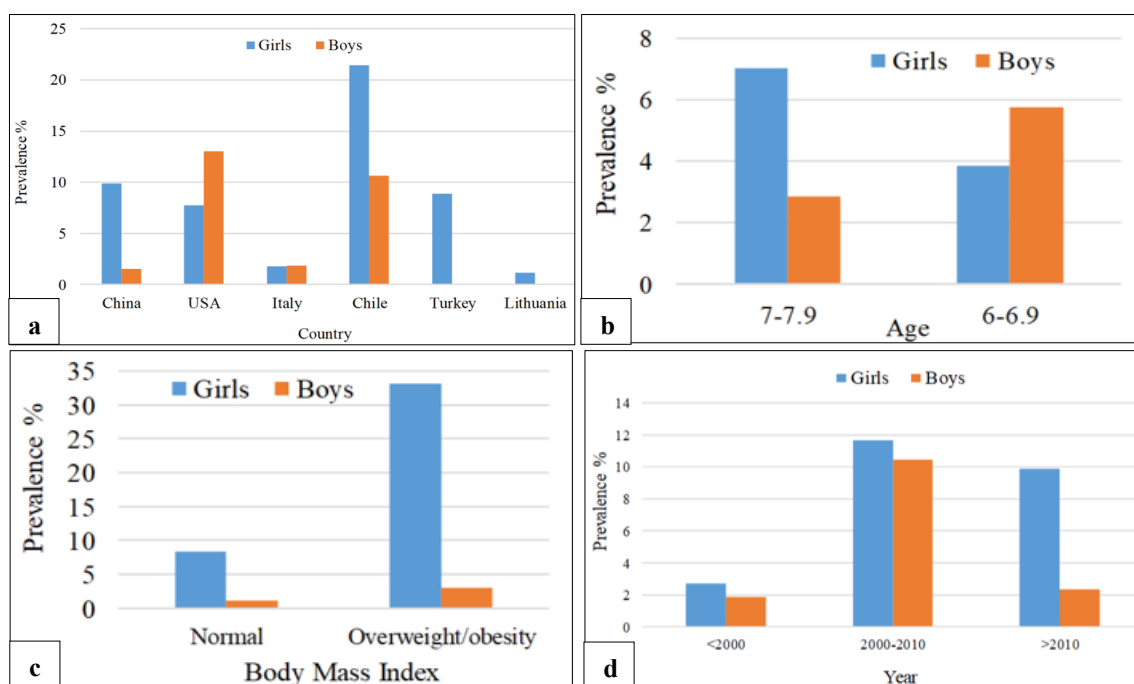 25
20
15
10
5
0
Prevalence %
Girls Boys
China USA Italy Chile Turkey Lithuania
Country
a
8
6
4
2
0
Prevalence %
Girls Boys
7-7.9 6-6.9
Age
b
35
30
25
20
15
10
5
0
Prevalence %
Girls Boys
Normal Overweight/obesity
Body Mass Index
c
Girls Boys
14
12
10
8
6
4
2
0
Prevalence %
<2000 2000-2010 >2010
Year
d